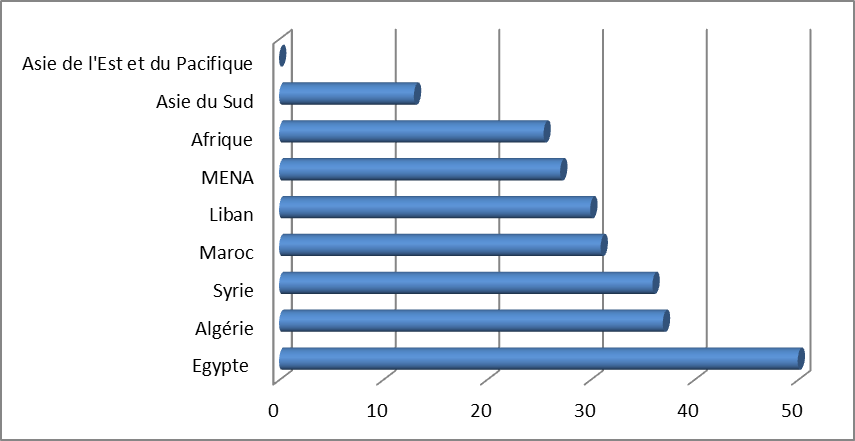 Asie de l'Est et du Pacifique
Asie du Sud
Afrique
MENA
Liban
Maroc
Syrie
Algérie
Egypte
0 10 20 30 40 50